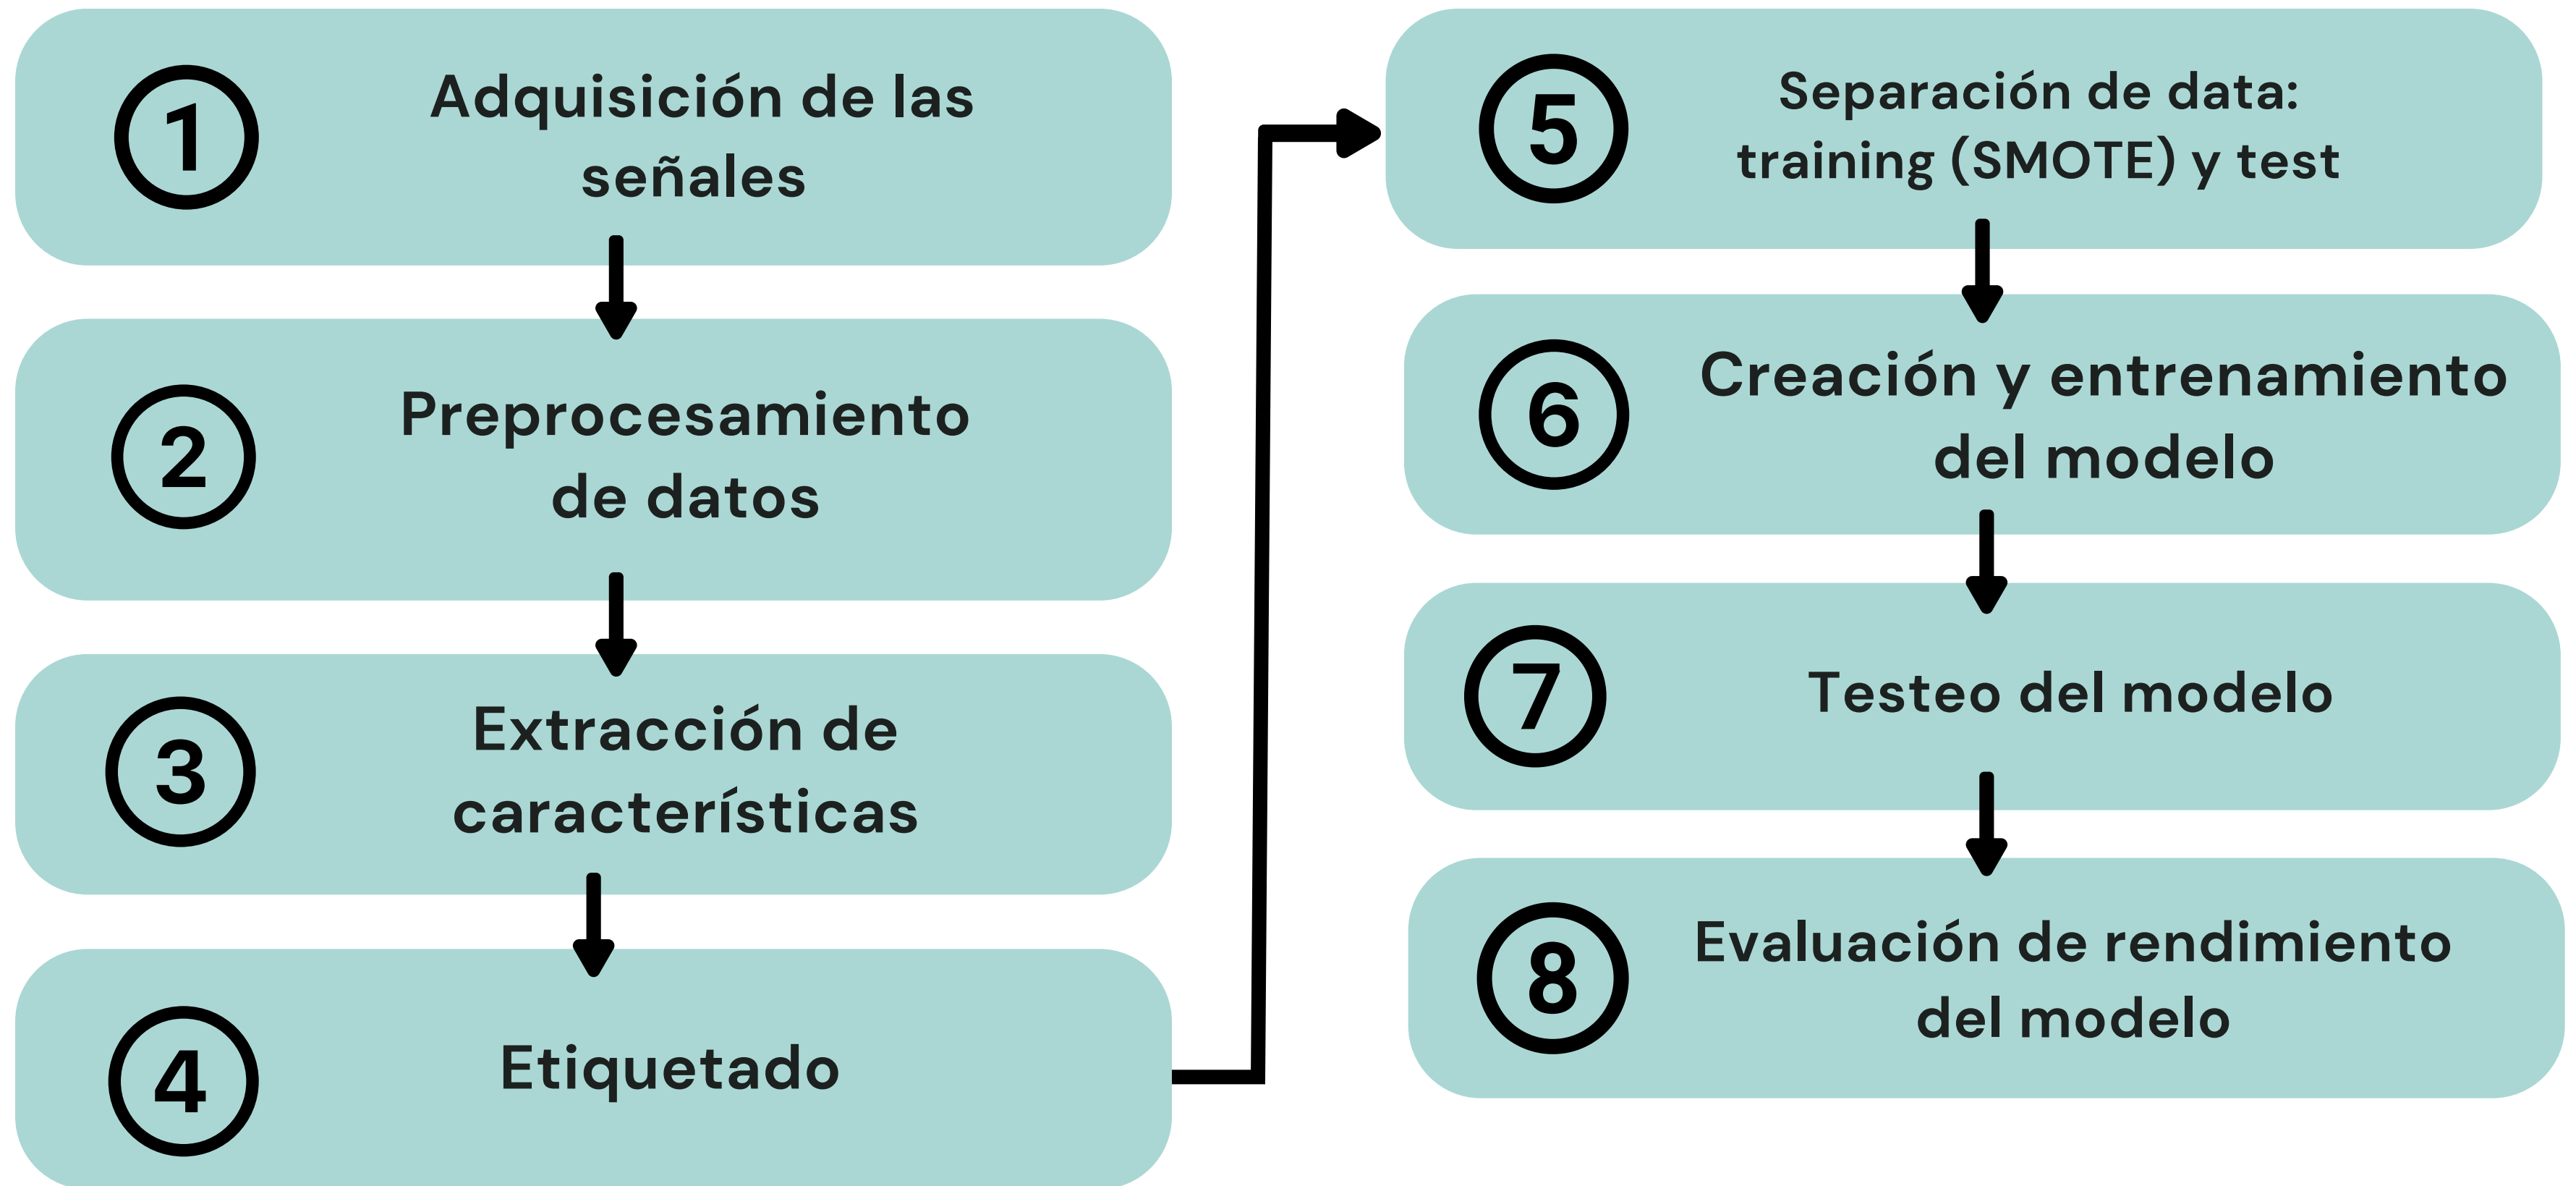 1
Adquisición de las
señales
2
Preprocesamiento
de datos
3
Extracción de
características
4
Etiquetado
5
Separación de data:
training (SMOTE) y test
6
Creación y entrenamiento
del modelo
7
Testeo del modelo
8
Evaluación de rendimiento
del modelo